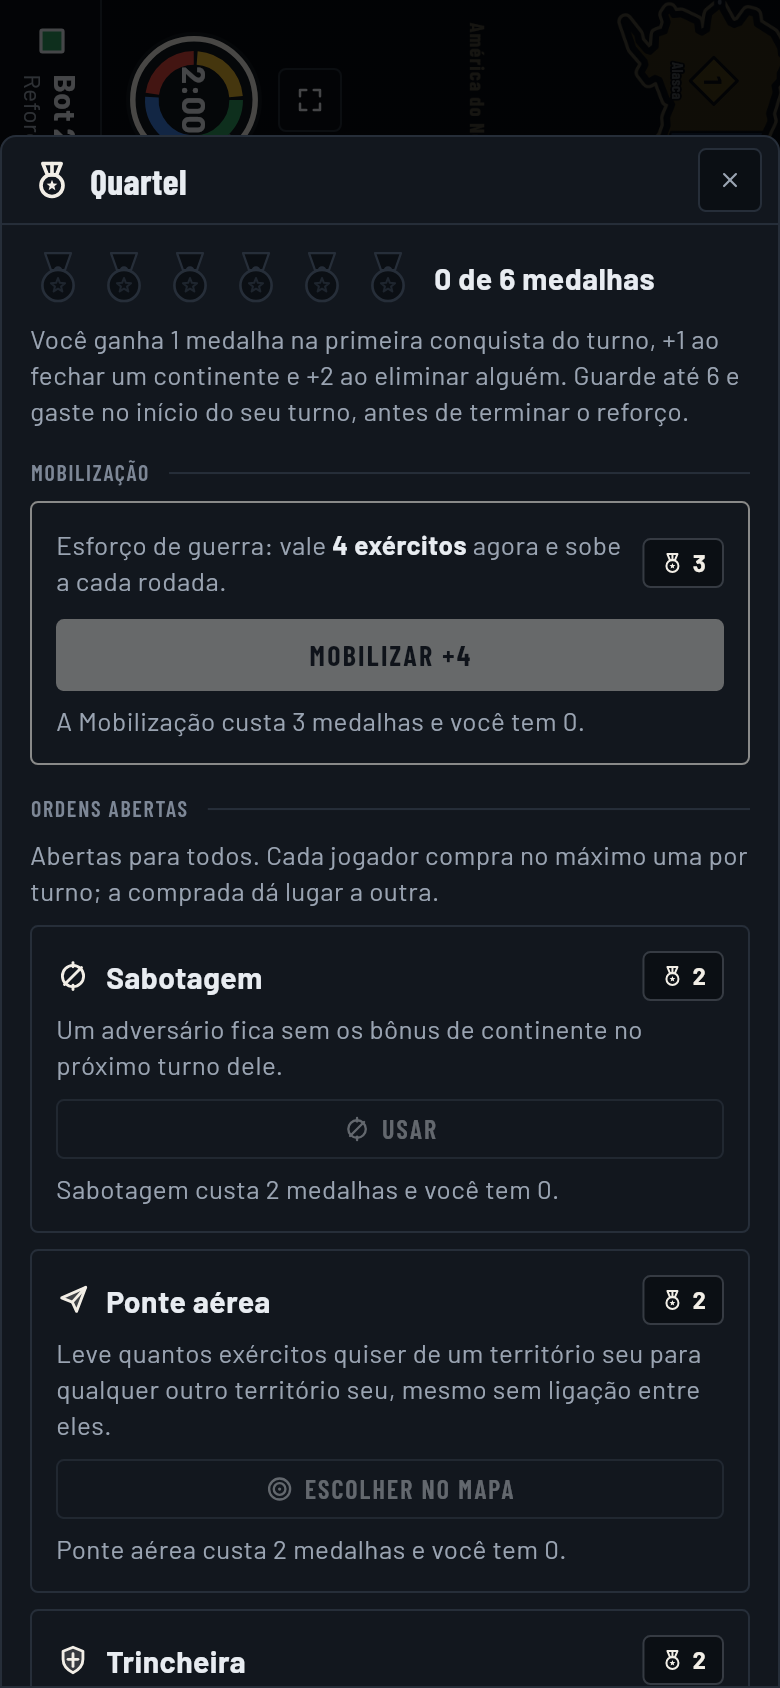 Bot
Refor
2:00
América do N
Alasca
1
Quartel
0 de 6 medalhas
Você ganha 1 medalha na primeira conquista do turno, +1 ao
fechar um continente e +2 ao eliminar alguém. Guarde até 6 e
gaste no início do seu turno, antes de terminar o reforço.
MOBILIZAÇÃO
Esforço de guerra: vale 4 exércitos agora e sobe
a cada rodada.
3
MOBILIZAR +4
A Mobilização custa 3 medalhas e você tem 0.
ORDENS ABERTAS
Abertas para todos. Cada jogador compra no máximo uma por
turno; a comprada dá lugar a outra.
Sabotagem
2
Um adversário fica sem os bônus de continente no
próximo turno dele.
USAR
Sabotagem custa 2 medalhas e você tem 0.
Ponte aérea
2
Leve quantos exércitos quiser de um território seu para
qualquer outro território seu, mesmo sem ligação entre
eles.
ESCOLHER NO MAPA
Ponte aérea custa 2 medalhas e você tem 0.
Trincheira
2